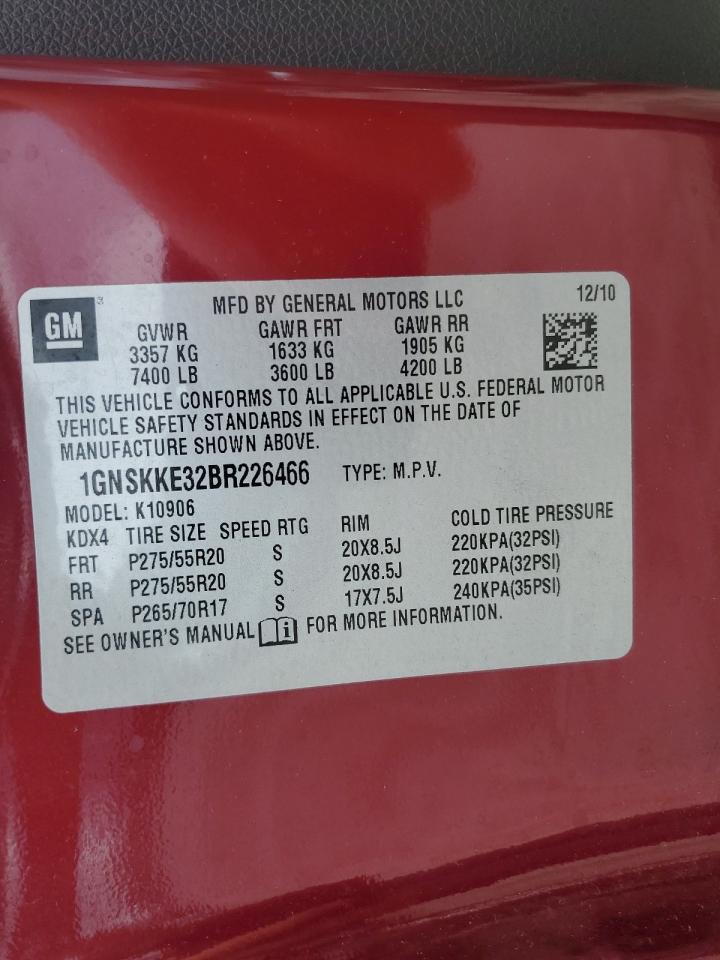 GM
MFD BY GENERAL MOTORS LLC 12/10
GVWR GAWR FRT GAWR RR
3357 KG 1633 KG 1905 KG
7400 LB 3600 LB 4200 LB
THIS VEHICLE CONFORMS TO ALL APPLICABLE U.S. FEDERAL MOTOR
VEHICLE SAFETY STANDARDS IN EFFECT ON THE DATE OF
MANUFACTURE SHOWN ABOVE.
1GNSKKE32BR226466 TYPE: M.P.V.
MODEL: K10906
KDX4 TIRE SIZE SPEED RTG RIM COLD TIRE PRESSURE
FRT P275/55R20 S 20X8.5J 220KPA(32PSI)
RR P275/55R20 S 20X8.5J 220KPA(32PSI)
SPA P265/70R17 S 17X7.5J 240KPA(35PSI)
SEE OWNER'S MANUAL i FOR MORE INFORMATION.